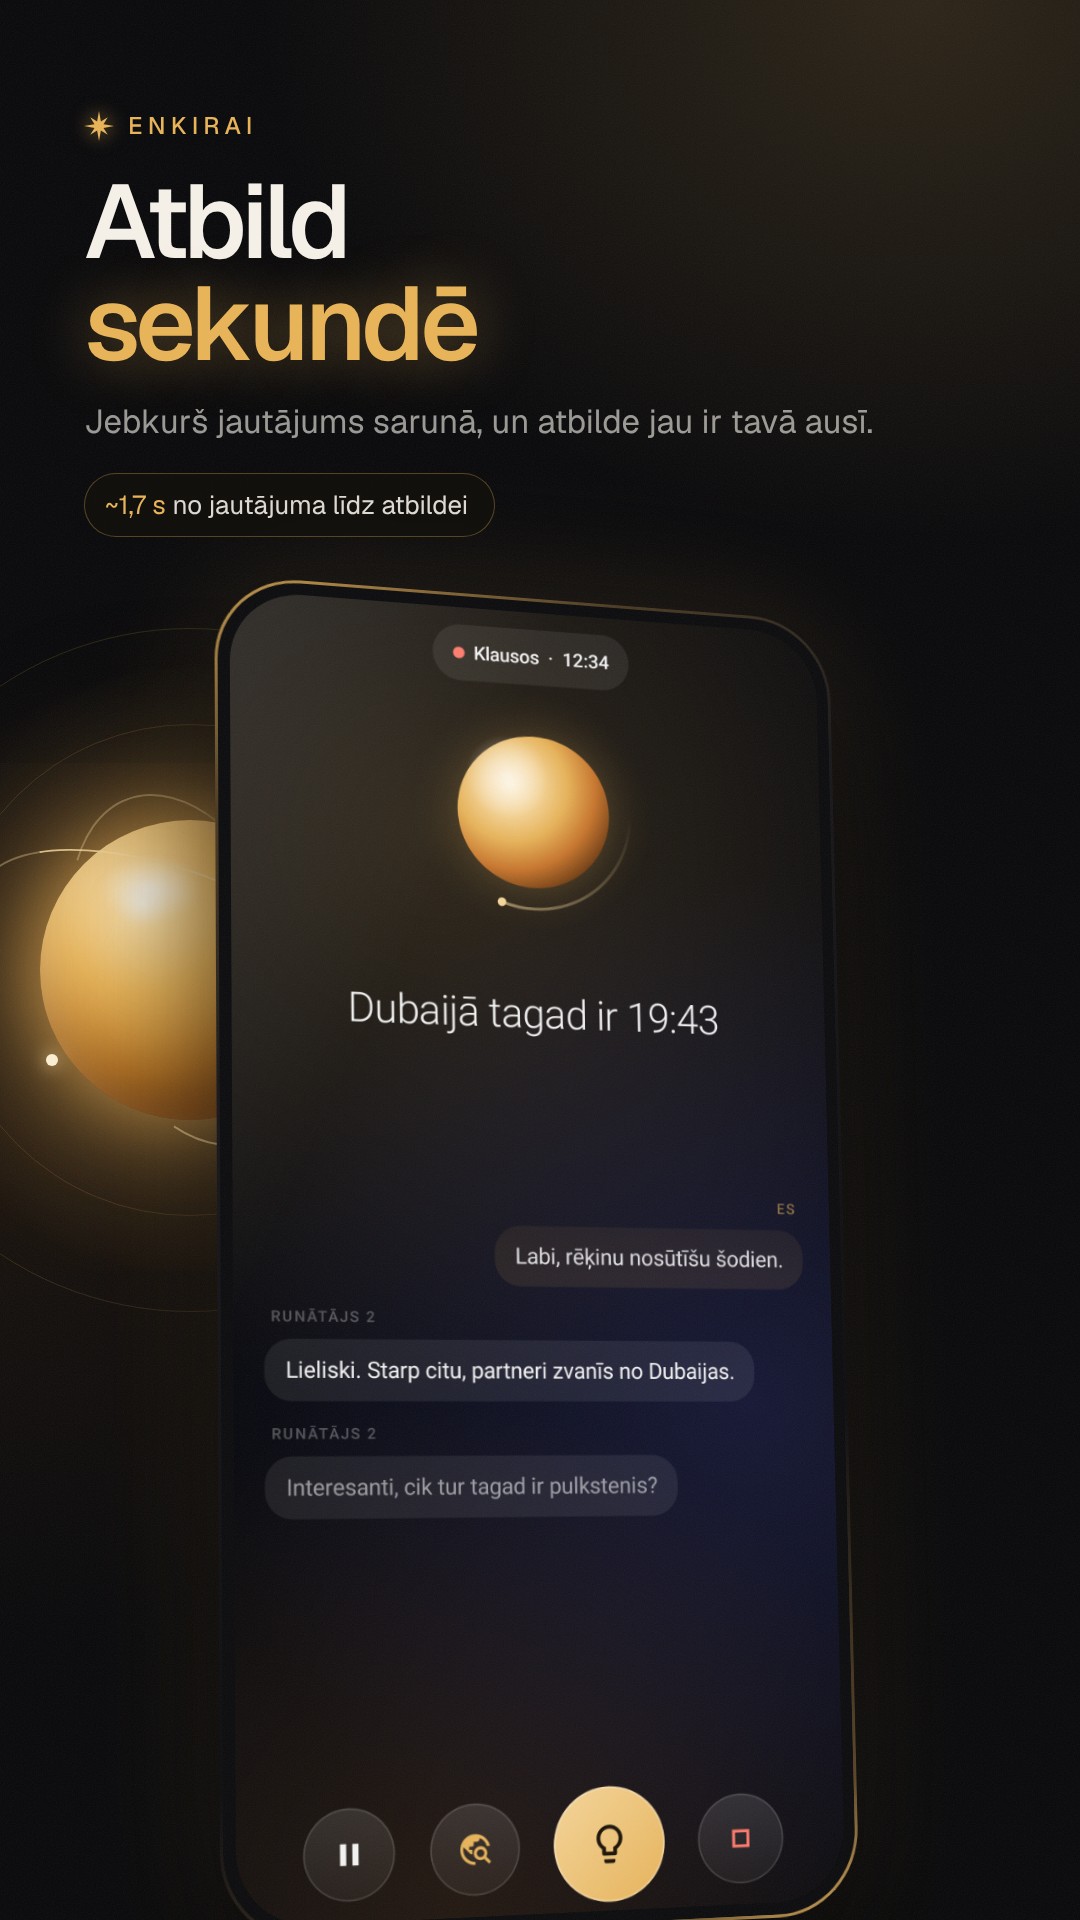 ENKIRAI
Atbild
sekundē
Jebkurš jautājums sarunā, un atbilde jau ir tavā ausī.
~1,7 s no jautājuma līdz atbildei
Klausos · 12:34
Dubaijā tagad ir 19:43
ES
Labi, rēķinu nosūtīšu šodien.
RUNĀTĀJS 2
Lieliski. Starp citu, partneri zvanīs no Dubaijas.
RUNĀTĀJS 2
Interesanti, cik tur tagad ir pulkstenis?